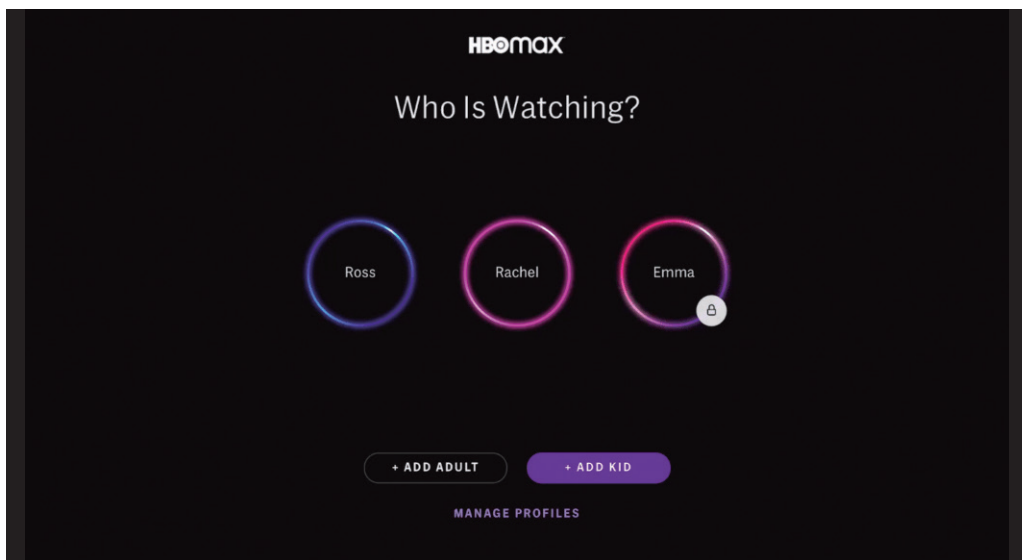 HBOMAX
Who Is Watching?
Ross
Rachel
Emma
+ ADD ADULT
+ ADD KID
MANAGE PROFILES